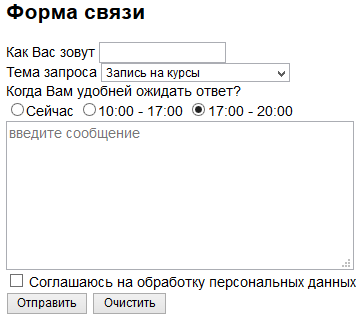 Форма связи
Как Вас зовут
Тема запроса Запись на курсы
Когда Вам удобней ожидать ответ?
Сейчас 10:00 - 17:00 17:00 - 20:00
введите сообщение
Соглашаюсь на обработку персональных данных
Отправить Очистить